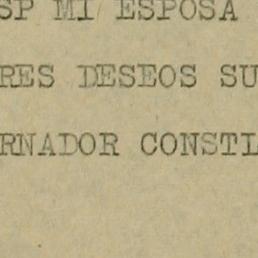 SP MI ESPOSA
RES DESEOS SU
RNADOR CONSTI